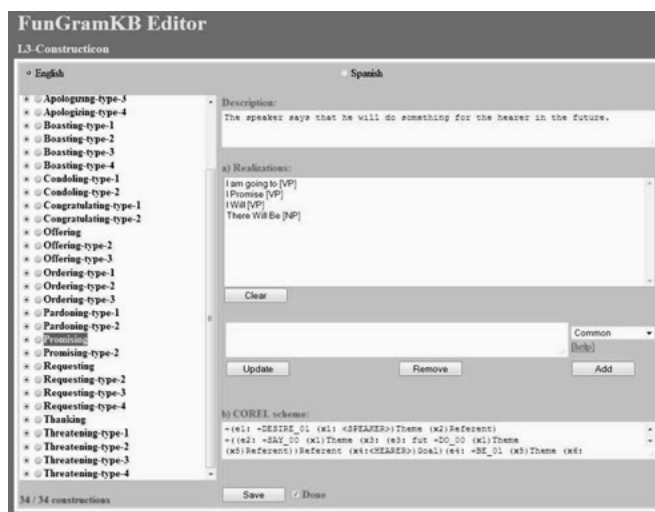 FunGramKB Editor
L3-Constructicon
English
Spanish
Apologizing-type-3
Apologizing-type-4
Boasting-type-1
Boasting-type-2
Boasting-type-3
Boasting-type-4
Condoling-type-1
Condoling-type-2
Congratulating-type-1
Congratulating-type-2
Offering
Offering-type-2
Offering-type-3
Ordering-type-1
Ordering-type-2
Ordering-type-3
Pardoning-type-1
Pardoning-type-2
Promising
Promising-type-2
Requesting
Requesting-type-2
Requesting-type-3
Requesting-type-4
Thanking
Threatening-type-1
Threatening-type-2
Threatening-type-3
Threatening-type-4
34 / 34 constructions
Description:
The speaker says that he will do something for the hearer in the future.
a) Realizations:
I am going to [VP]
I Promise [VP]
I Will [VP]
There Will Be [NP]
Clear
Common
[help]
Update
Remove
Add
b) COREL scheme:
+(e1: +DESIRE_01 (x1: <SPEAKER>)Theme (x2)Referent)
+((e2: +SAY_00 (x1)Theme (x3: (e3: fut +DO_00 (x1)Theme
(x5)Referent))Referent (x4:<HEARER>)Goal)(e4: +BE_01 (x5)Theme (x6:
Save
Done